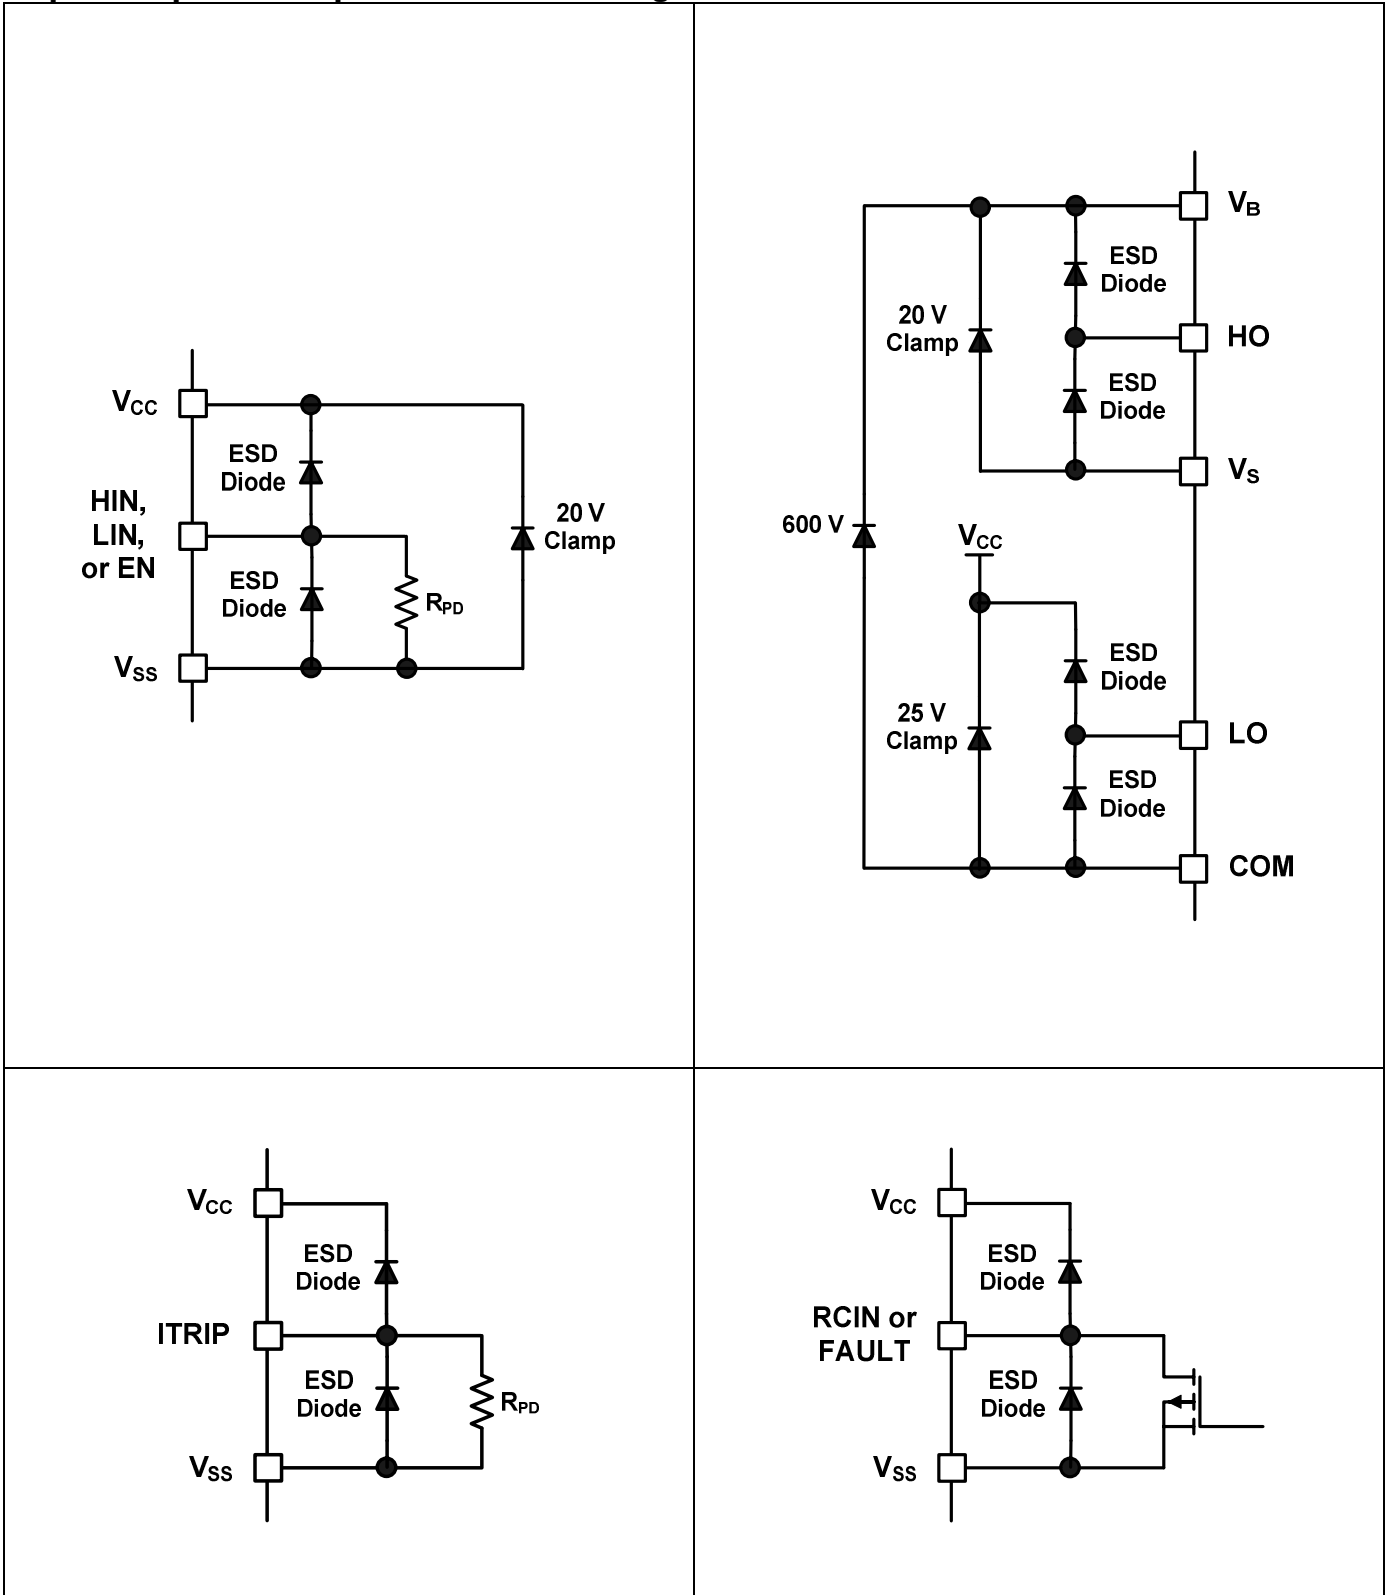 VCC
ESD
Diode
HIN,
LIN,
or EN
20 V
Clamp
ESD
Diode
RPD
VSS
VB
ESD
Diode
20 V
Clamp
HO
ESD
Diode
VS
600 V
VCC
ESD
Diode
25 V
Clamp
LO
ESD
Diode
COM
VCC
ESD
Diode
ITRIP
ESD
Diode
RPD
VSS
VCC
ESD
Diode
RCIN or
FAULT
ESD
Diode
VSS